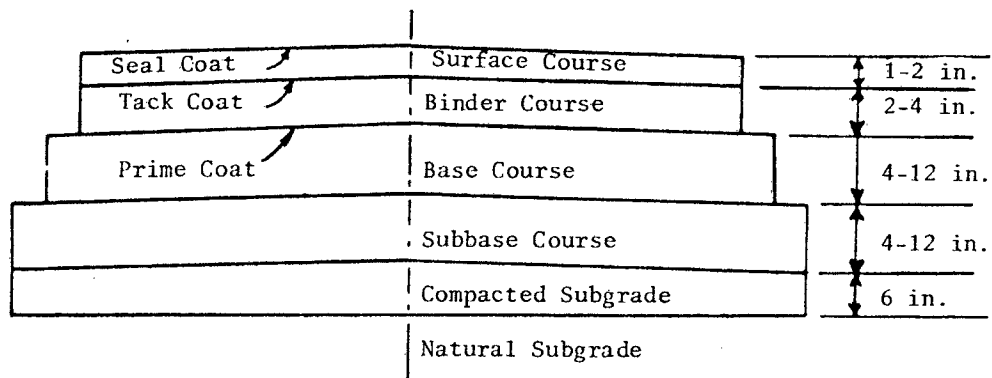 Seal Coat Surface Course 1-2 in.
Tack Coat Binder Course 2-4 in.
Prime Coat Base Course 4-12 in.
Subbase Course 4-12 in.
Compacted Subgrade 6 in.
Natural Subgrade